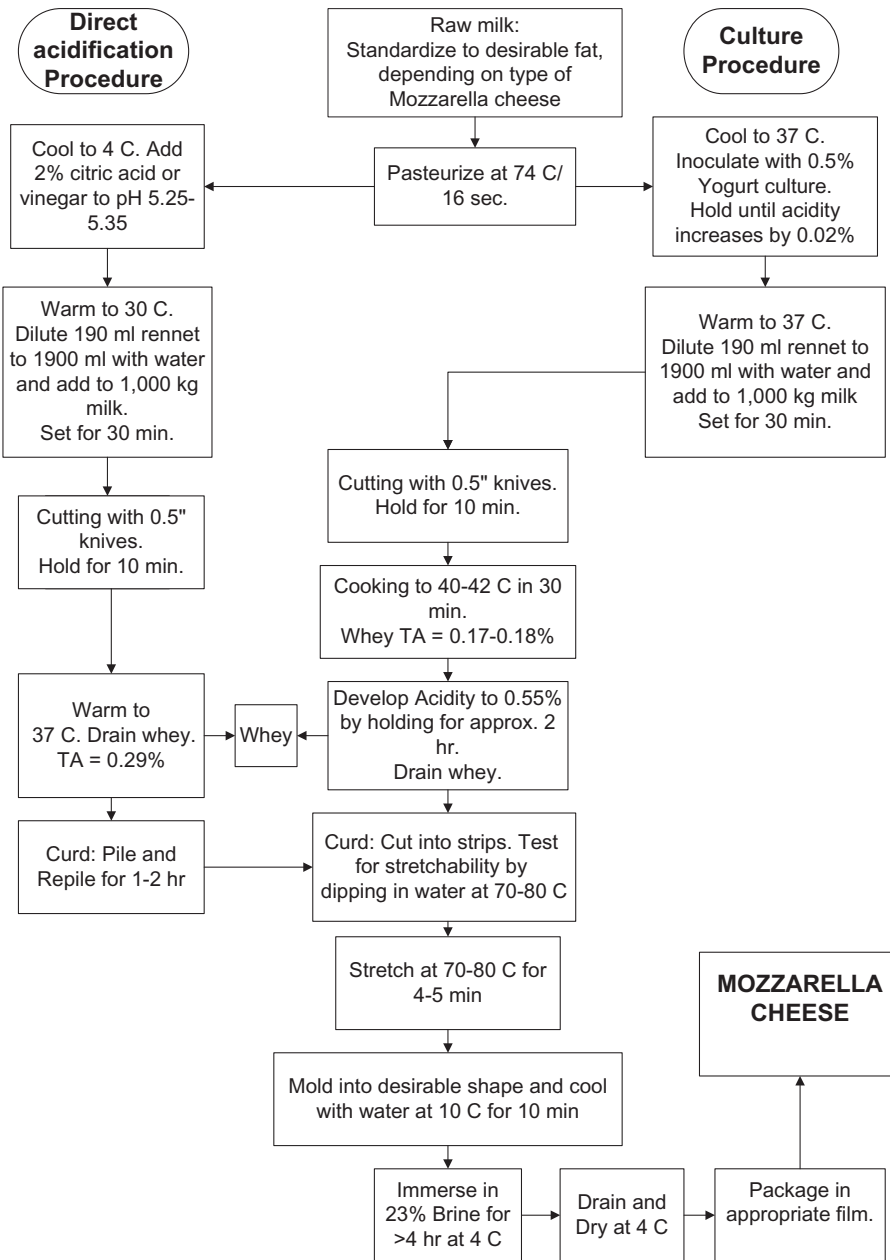 Direct
acidification
Procedure
Raw milk:
Standardize to desirable fat,
depending on type of
Mozzarella cheese
Culture
Procedure
Cool to 4 C. Add
2% citric acid or
vinegar to pH 5.25-
5.35
Pasteurize at 74 C/
16 sec.
Cool to 37 C.
Inoculate with 0.5%
Yogurt culture.
Hold until acidity
increases by 0.02%
Warm to 30 C.
Dilute 190 ml rennet
to 1900 ml with water
and add to 1,000 kg
milk.
Set for 30 min.
Warm to 37 C.
Dilute 190 ml rennet to
1900 ml with water and
add to 1,000 kg milk
Set for 30 min.
Cutting with 0.5"
knives.
Hold for 10 min.
Cutting with 0.5" knives.
Hold for 10 min.
Cooking to 40-42 C in 30
min.
Whey TA = 0.17-0.18%
Warm to
37 C. Drain whey.
TA = 0.29%
Whey
Develop Acidity to 0.55%
by holding for approx. 2
hr.
Drain whey.
Curd: Pile and
Repile for 1-2 hr
Curd: Cut into strips. Test
for stretchability by
dipping in water at 70-80 C
Stretch at 70-80 C for
4-5 min
MOZZARELLA
CHEESE
Mold into desirable shape and cool
with water at 10 C for 10 min
Immerse in
23% Brine for
>4 hr at 4 C
Drain and
Dry at 4 C
Package in
appropriate film.